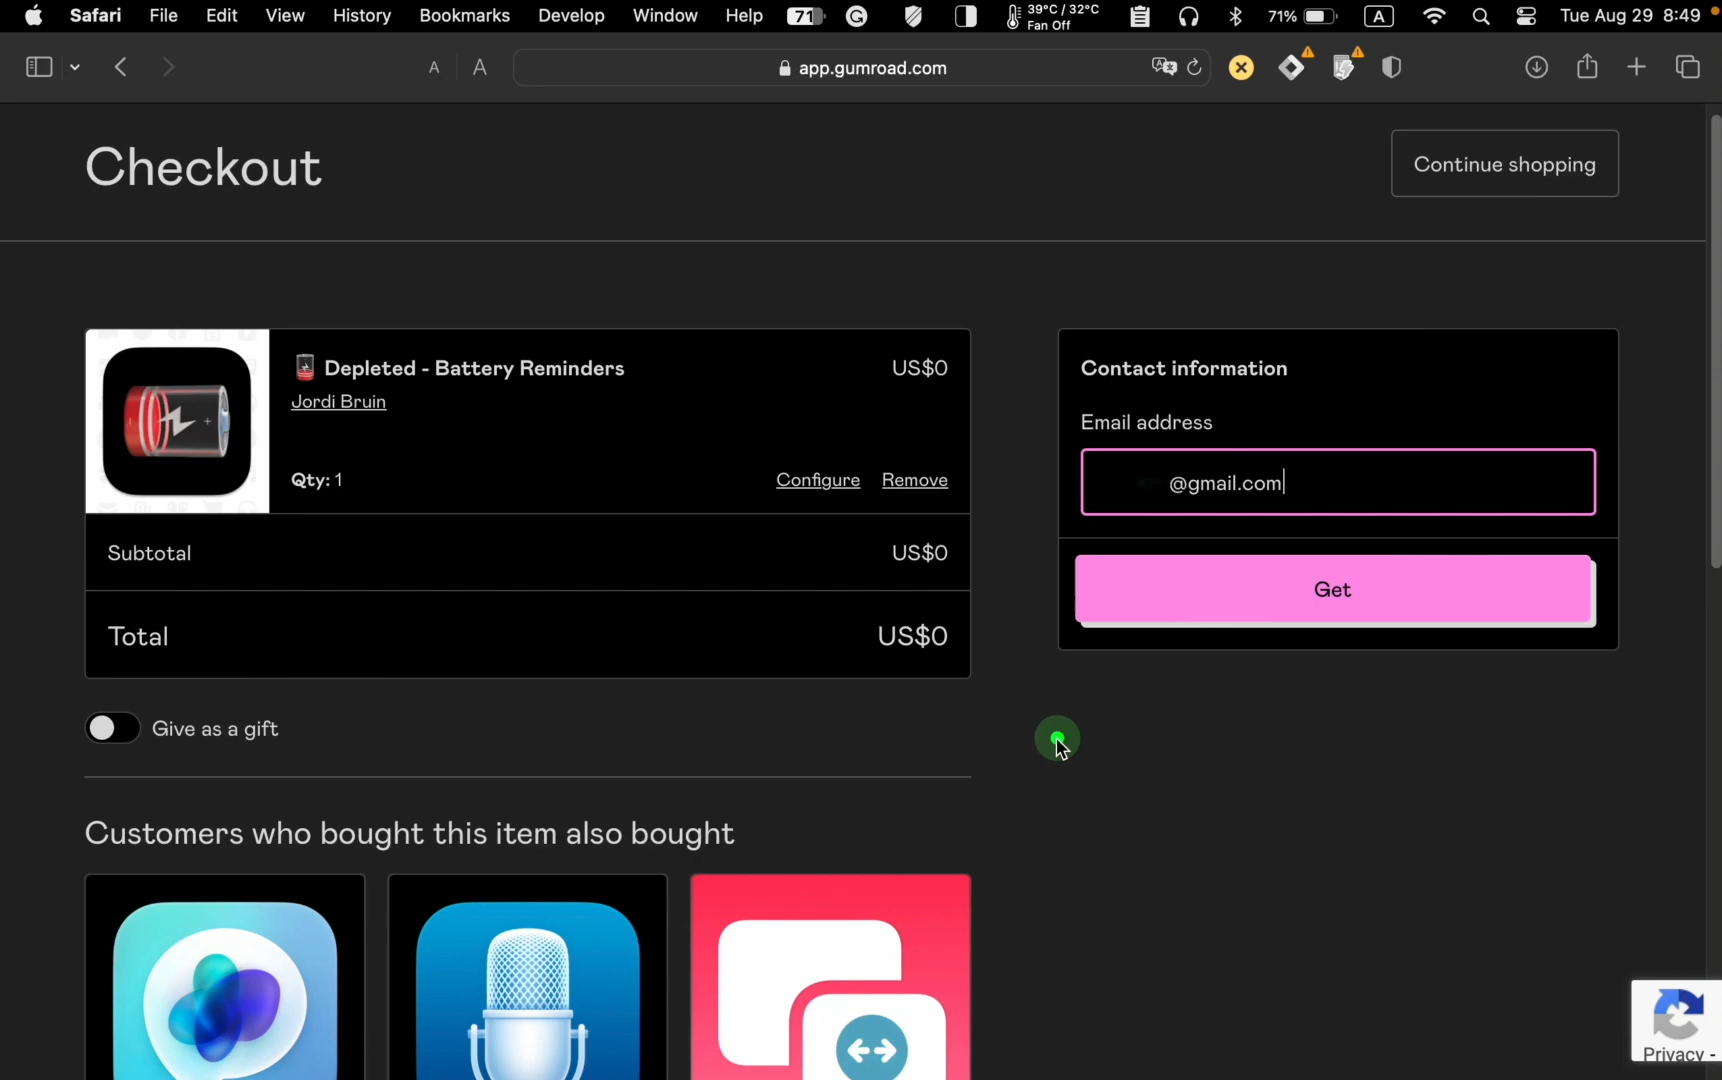 Safari File Edit View History Bookmarks Develop Window Help 71 39°C / 32°C Fan Off 71% A Tue Aug 29 8:49
A A app.gumroad.com
Checkout
Continue shopping
Depleted - Battery Reminders US$0
Jordi Bruin
Qty: 1 Configure Remove
Subtotal US$0
Total US$0
Give as a gift
Contact information
Email address
@gmail.com
Get
Customers who bought this item also bought
Privacy -